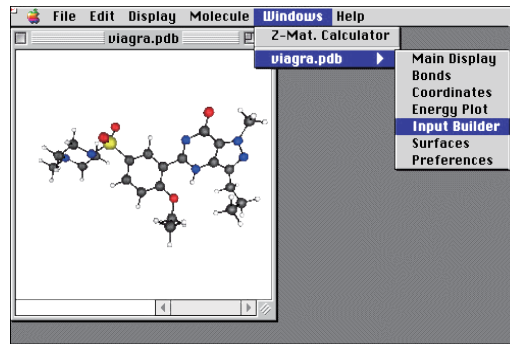 File Edit Display Molecule Windows Help
viagra.pdb
Z-Mat. Calculator
viagra.pdb
Main Display
Bonds
Coordinates
Energy Plot
Input Builder
Surfaces
Preferences